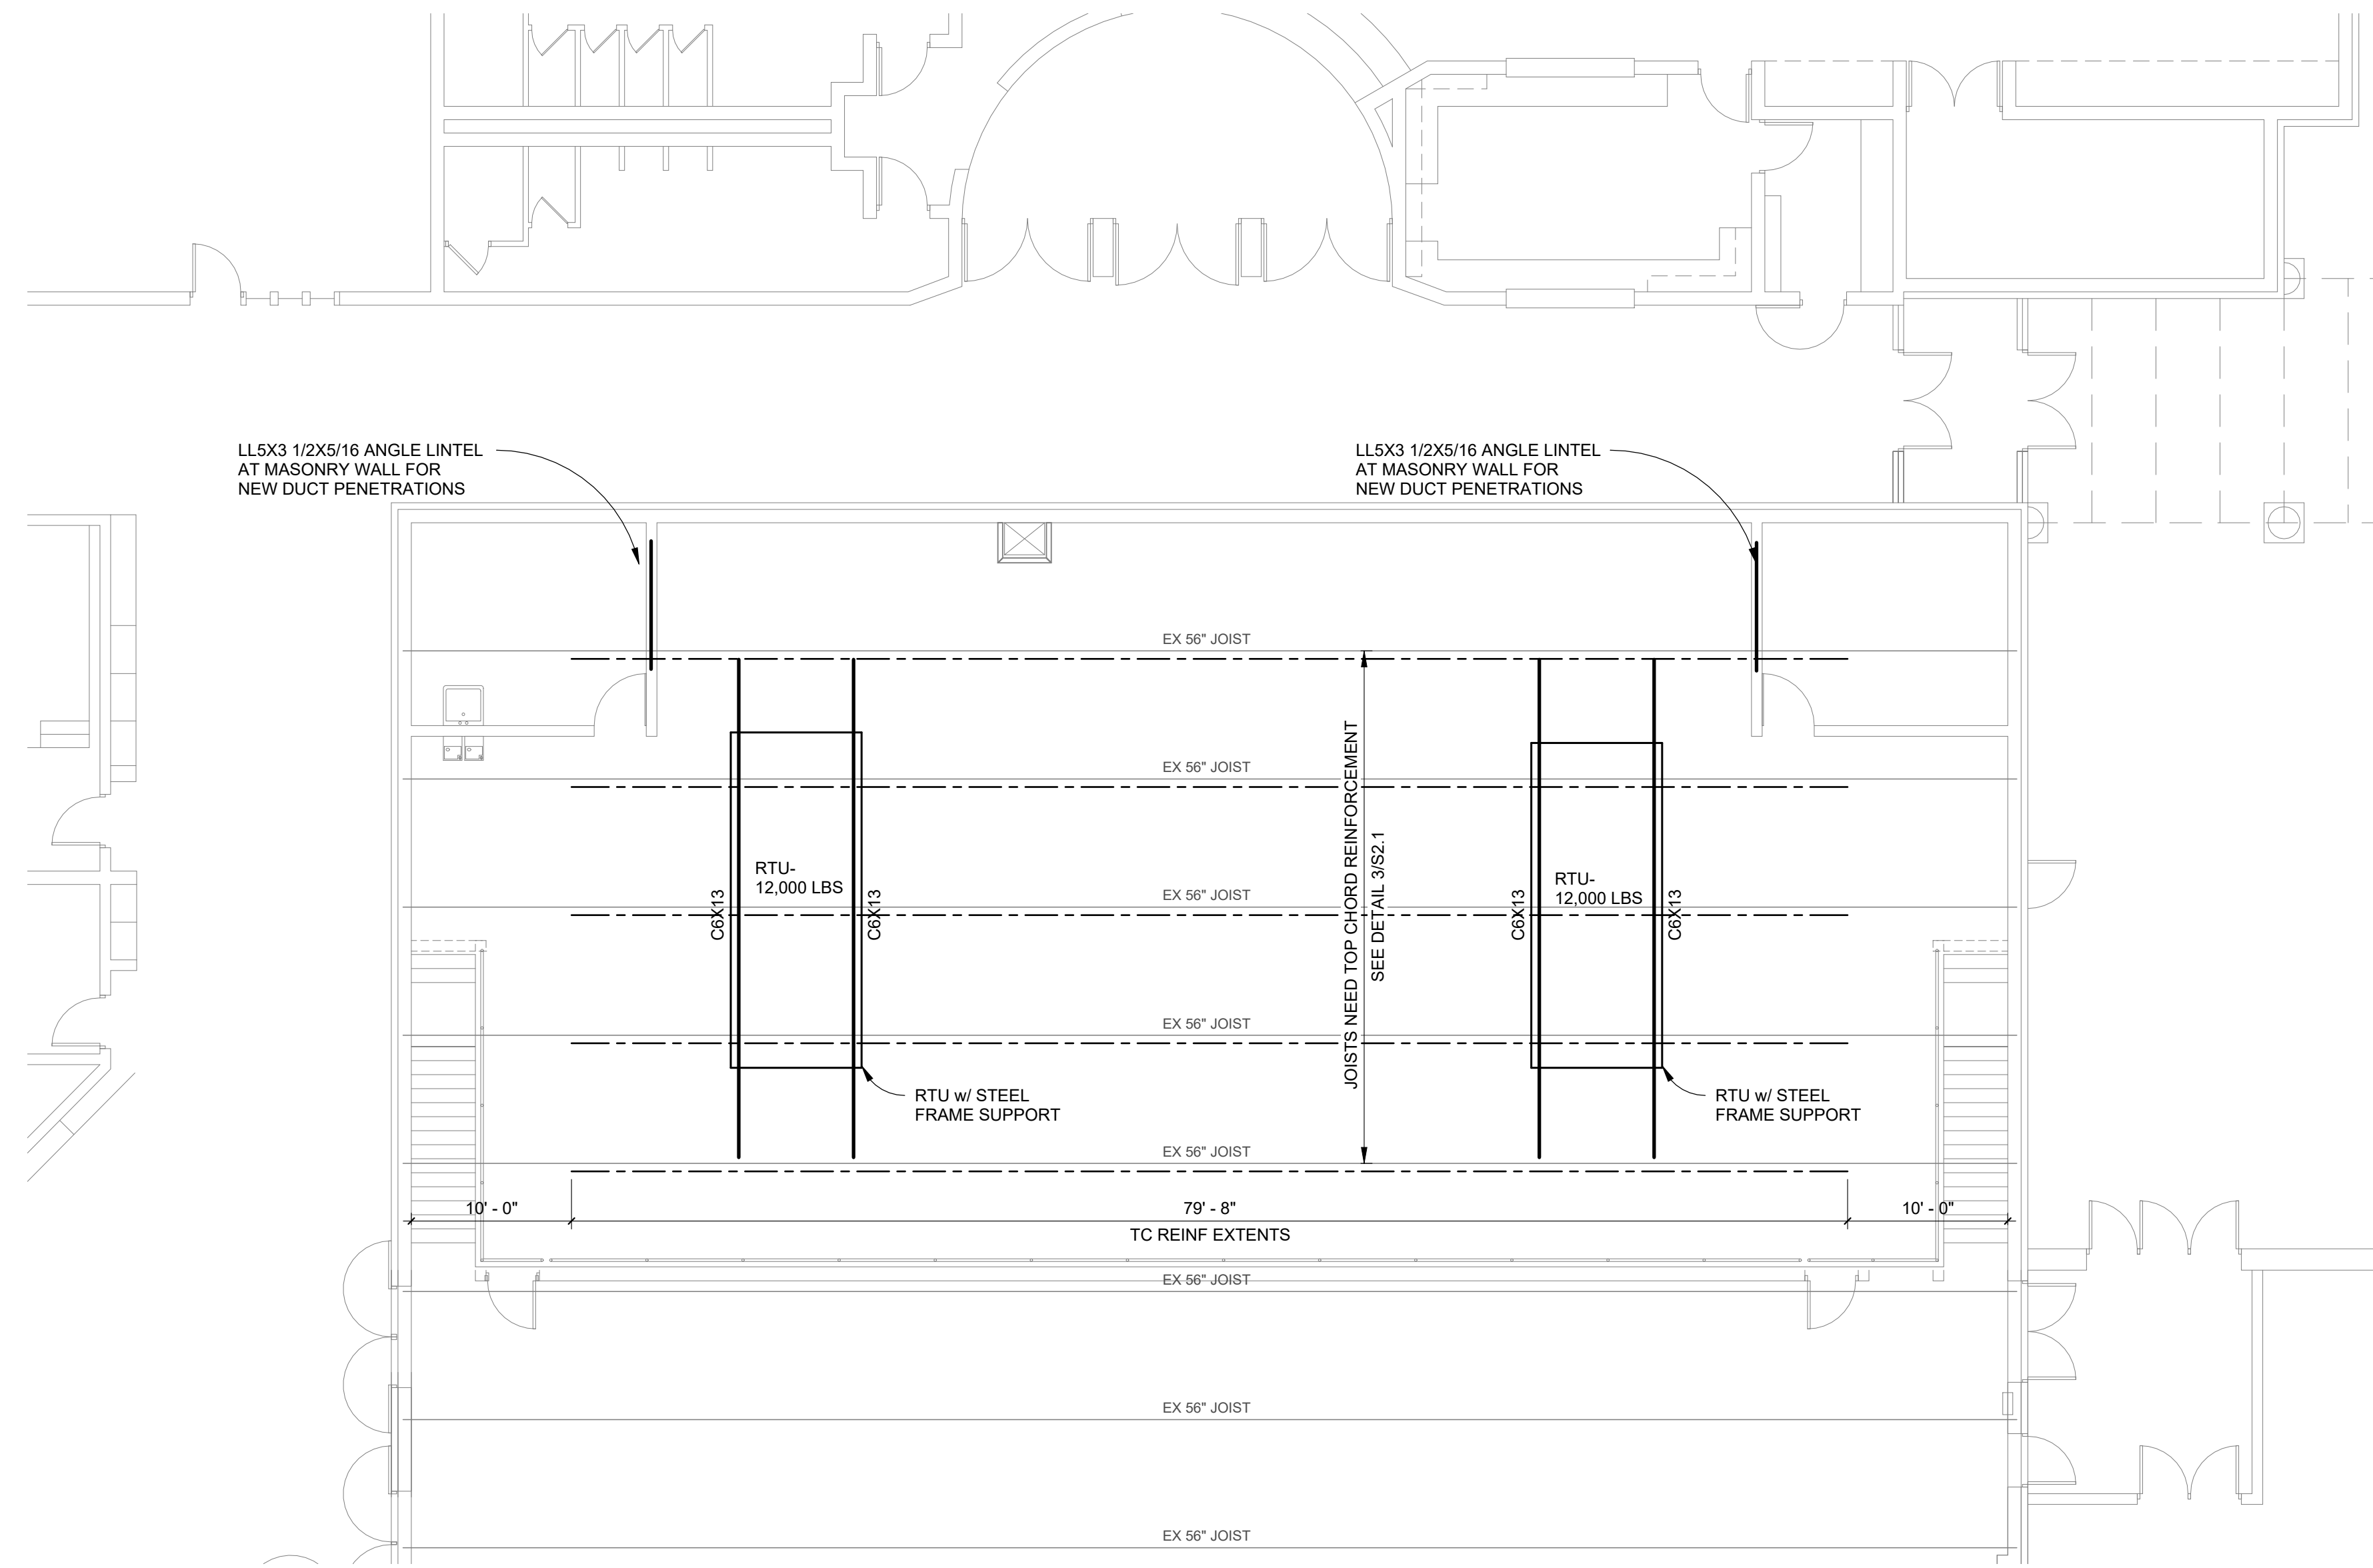 LL5X3 1/2X5/16 ANGLE LINTEL
AT MASONRY WALL FOR
NEW DUCT PENETRATIONS
LL5X3 1/2X5/16 ANGLE LINTEL
AT MASONRY WALL FOR
NEW DUCT PENETRATIONS
EX 56" JOIST
EX 56" JOIST
RTU-
12,000 LBS
C6X13
C6X13
EX 56" JOIST
JOISTS NEED TOP CHORD REINFORCEMENT
SEE DETAIL 3/S2.1
RTU-
12,000 LBS
C6X13
C6X13
EX 56" JOIST
RTU w/ STEEL
FRAME SUPPORT
RTU w/ STEEL
FRAME SUPPORT
EX 56" JOIST
10' - 0"
79' - 8"
10' - 0"
TC REINF EXTENTS
EX 56" JOIST
EX 56" JOIST
EX 56" JOIST